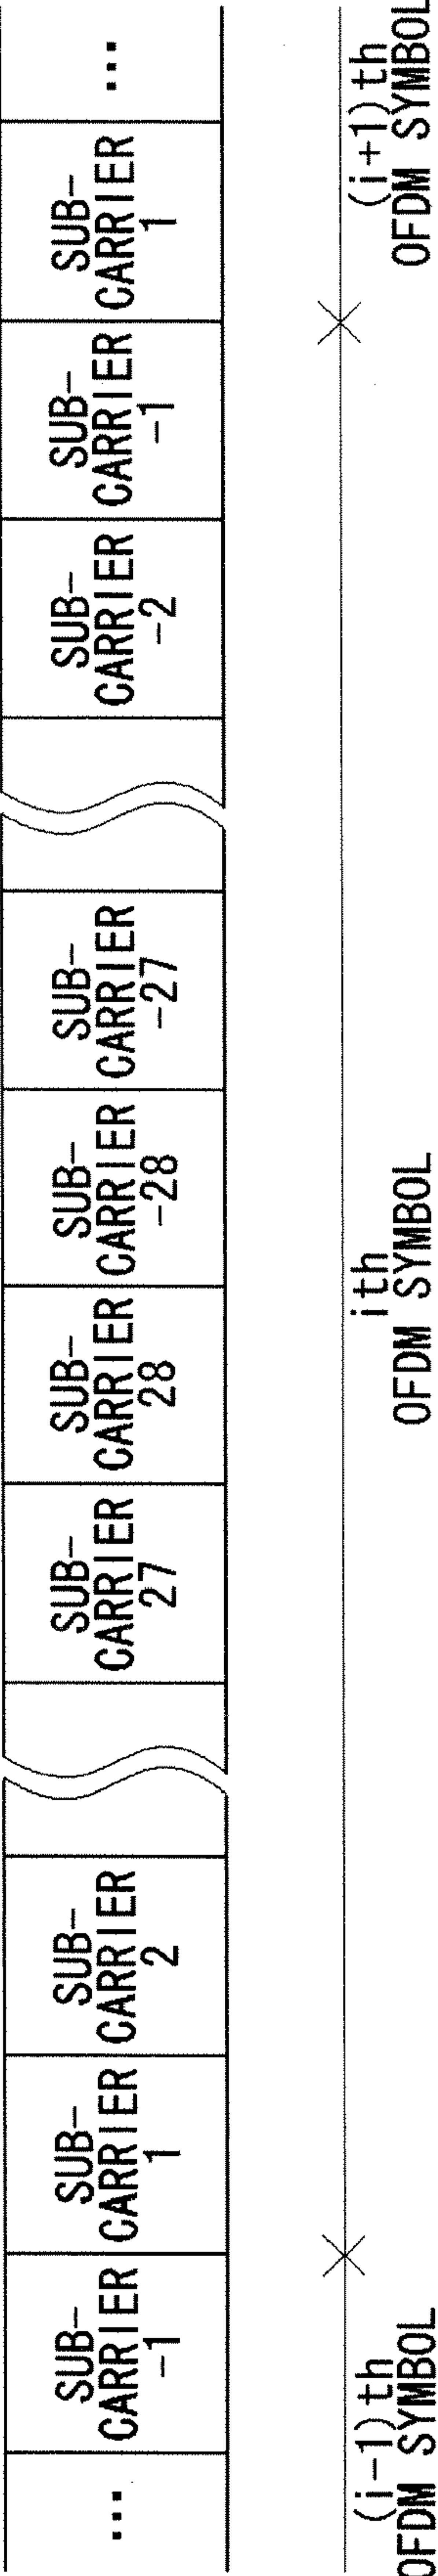 ...
SUB-
CARRIER
-1
SUB-
CARRIER
1
SUB-
CARRIER
2
SUB-
CARRIER
27
SUB-
CARRIER
28
SUB-
CARRIER
-28
SUB-
CARRIER
-27
SUB-
CARRIER
-2
SUB-
CARRIER
-1
SUB-
CARRIER
1
...
(i-1)th
OFDM SYMBOL
ith
OFDM SYMBOL
(i+1)th
OFDM SYMBOL